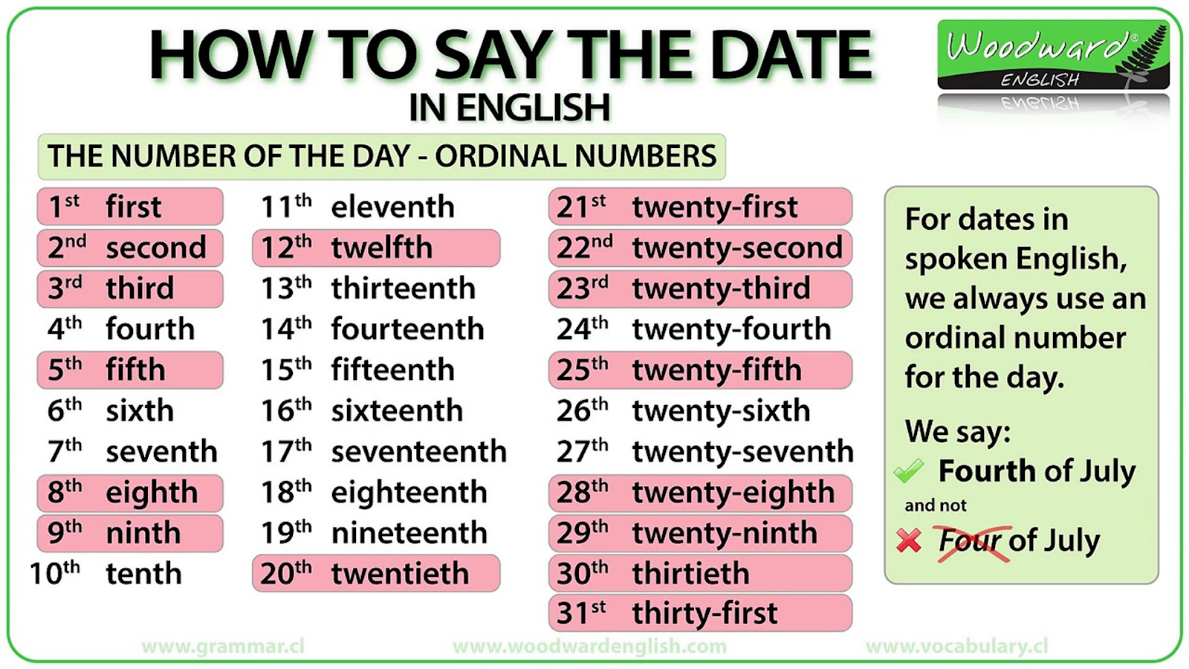 HOW TO SAY THE DATE
IN ENGLISH
Woodward®
ENGLISH
THE NUMBER OF THE DAY - ORDINAL NUMBERS
1st first
2nd second
3rd third
4th fourth
5th fifth
6th sixth
7th seventh
8th eighth
9th ninth
10th tenth
11th eleventh
12th twelfth
13th thirteenth
14th fourteenth
15th fifteenth
16th sixteenth
17th seventeenth
18th eighteenth
19th nineteenth
20th twentieth
21st twenty-first
22nd twenty-second
23rd twenty-third
24th twenty-fourth
25th twenty-fifth
26th twenty-sixth
27th twenty-seventh
28th twenty-eighth
29th twenty-ninth
30th thirtieth
31st thirty-first
For dates in
spoken English,
we always use an
ordinal number
for the day.
We say:
Fourth of July
and not
Four of July
www.grammar.cl
www.woodwardenglish.com
www.vocabulary.cl